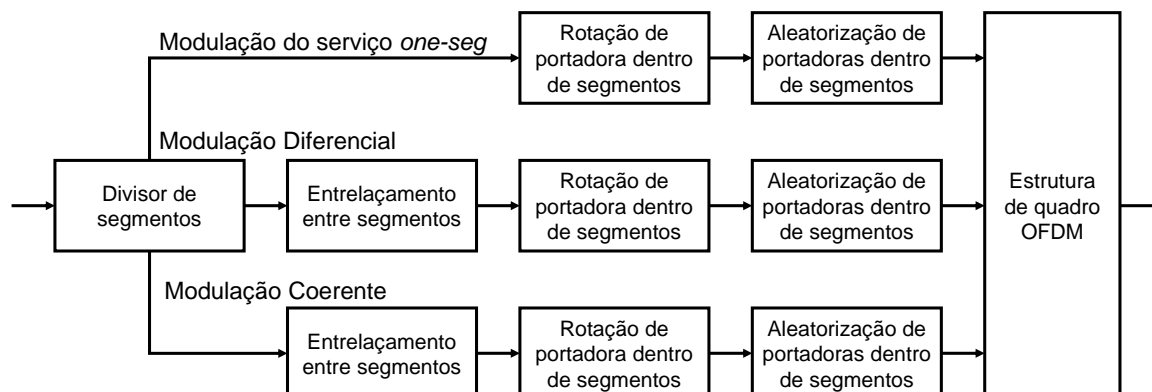 Modulação do serviço one-seg
Rotação de
portadora dentro
de segmentos
Aleatorização de
portadoras dentro
de segmentos
Modulação Diferencial
Divisor de
segmentos
Entrelaçamento
entre segmentos
Rotação de
portadora dentro
de segmentos
Aleatorização de
portadoras dentro
de segmentos
Estrutura
de quadro
OFDM
Modulação Coerente
Entrelaçamento
entre segmentos
Rotação de
portadora dentro
de segmentos
Aleatorização de
portadoras dentro
de segmentos